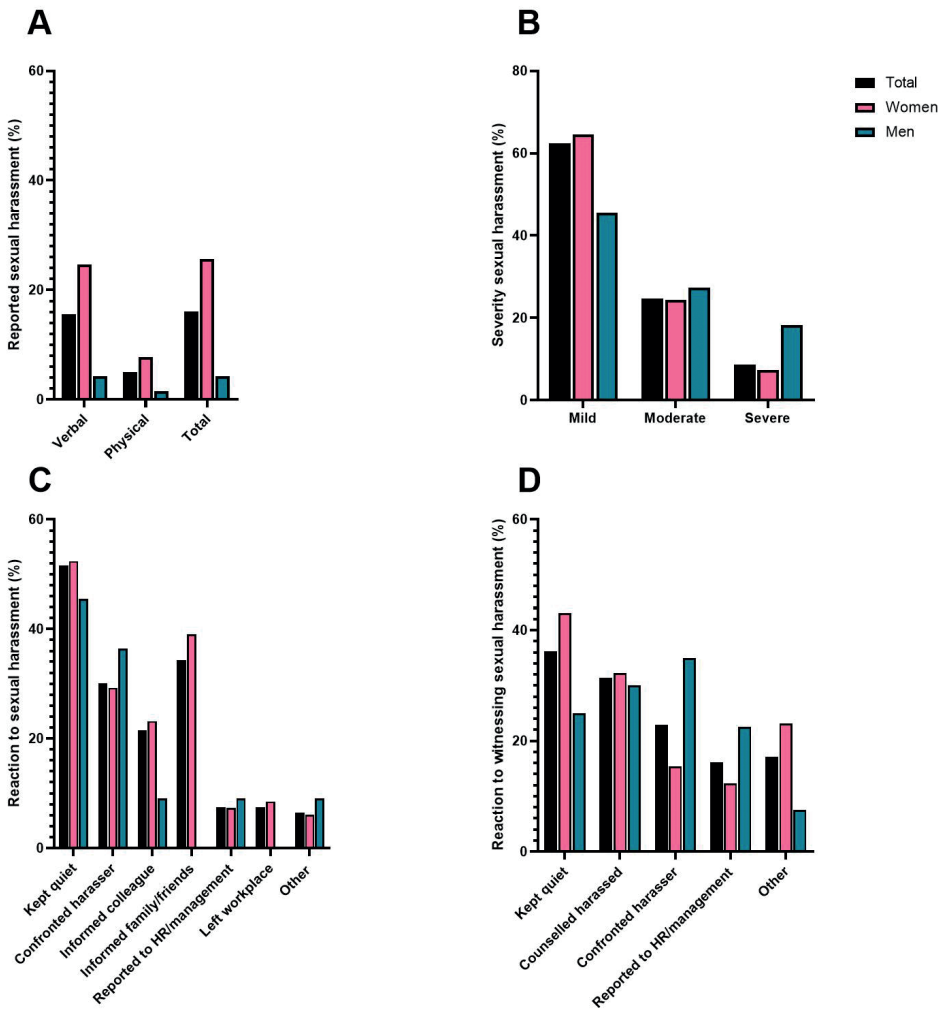 A
Reported sexual harassment (%)
60
40
20
0
Verbal
Physical
Total
B
Severity sexual harassment (%)
80
60
40
20
0
Mild
Moderate
Severe
Total
Women
Men
C
Reaction to sexual harassment (%)
60
40
20
0
Kept quiet
Confronted harasser
Informed colleague
Informed family/friends
Reported to HR/management
Left workplace
Other
D
Reaction to witnessing sexual harassment (%)
60
40
20
0
Kept quiet
Counselled harassed
Confronted harasser
Reported to HR/management
Other